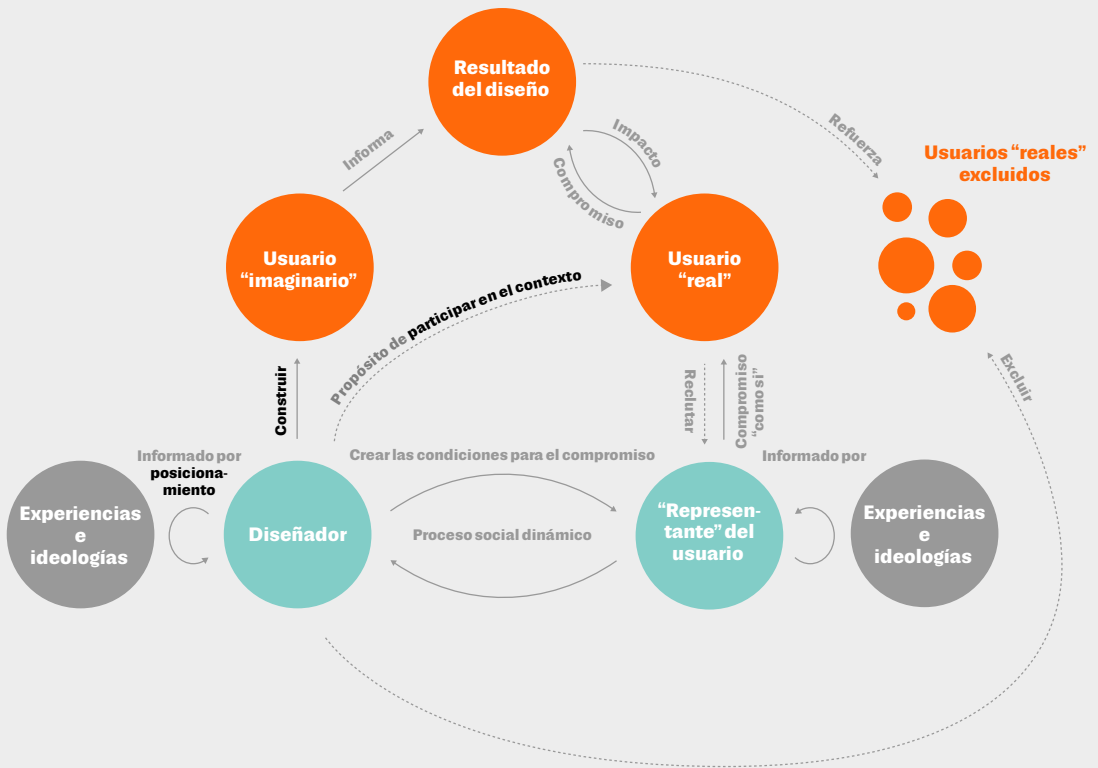 Resultado
del diseño
Informa
Impacto
Compromiso
Refuerza
Usuarios “reales”
excluidos
Usuario
“imaginario”
Usuario
“real”
Propósito de participar en el contexto
Construir
Reclutar
Compromiso
“como si”
Excluir
Informado por
posiciona-
miento
Crear las condiciones para el compromiso
Informado por
Experiencias
e
ideologías
Diseñador
Proceso social dinámico
“Represen-
tante” del
usuario
Experiencias
e
ideologías